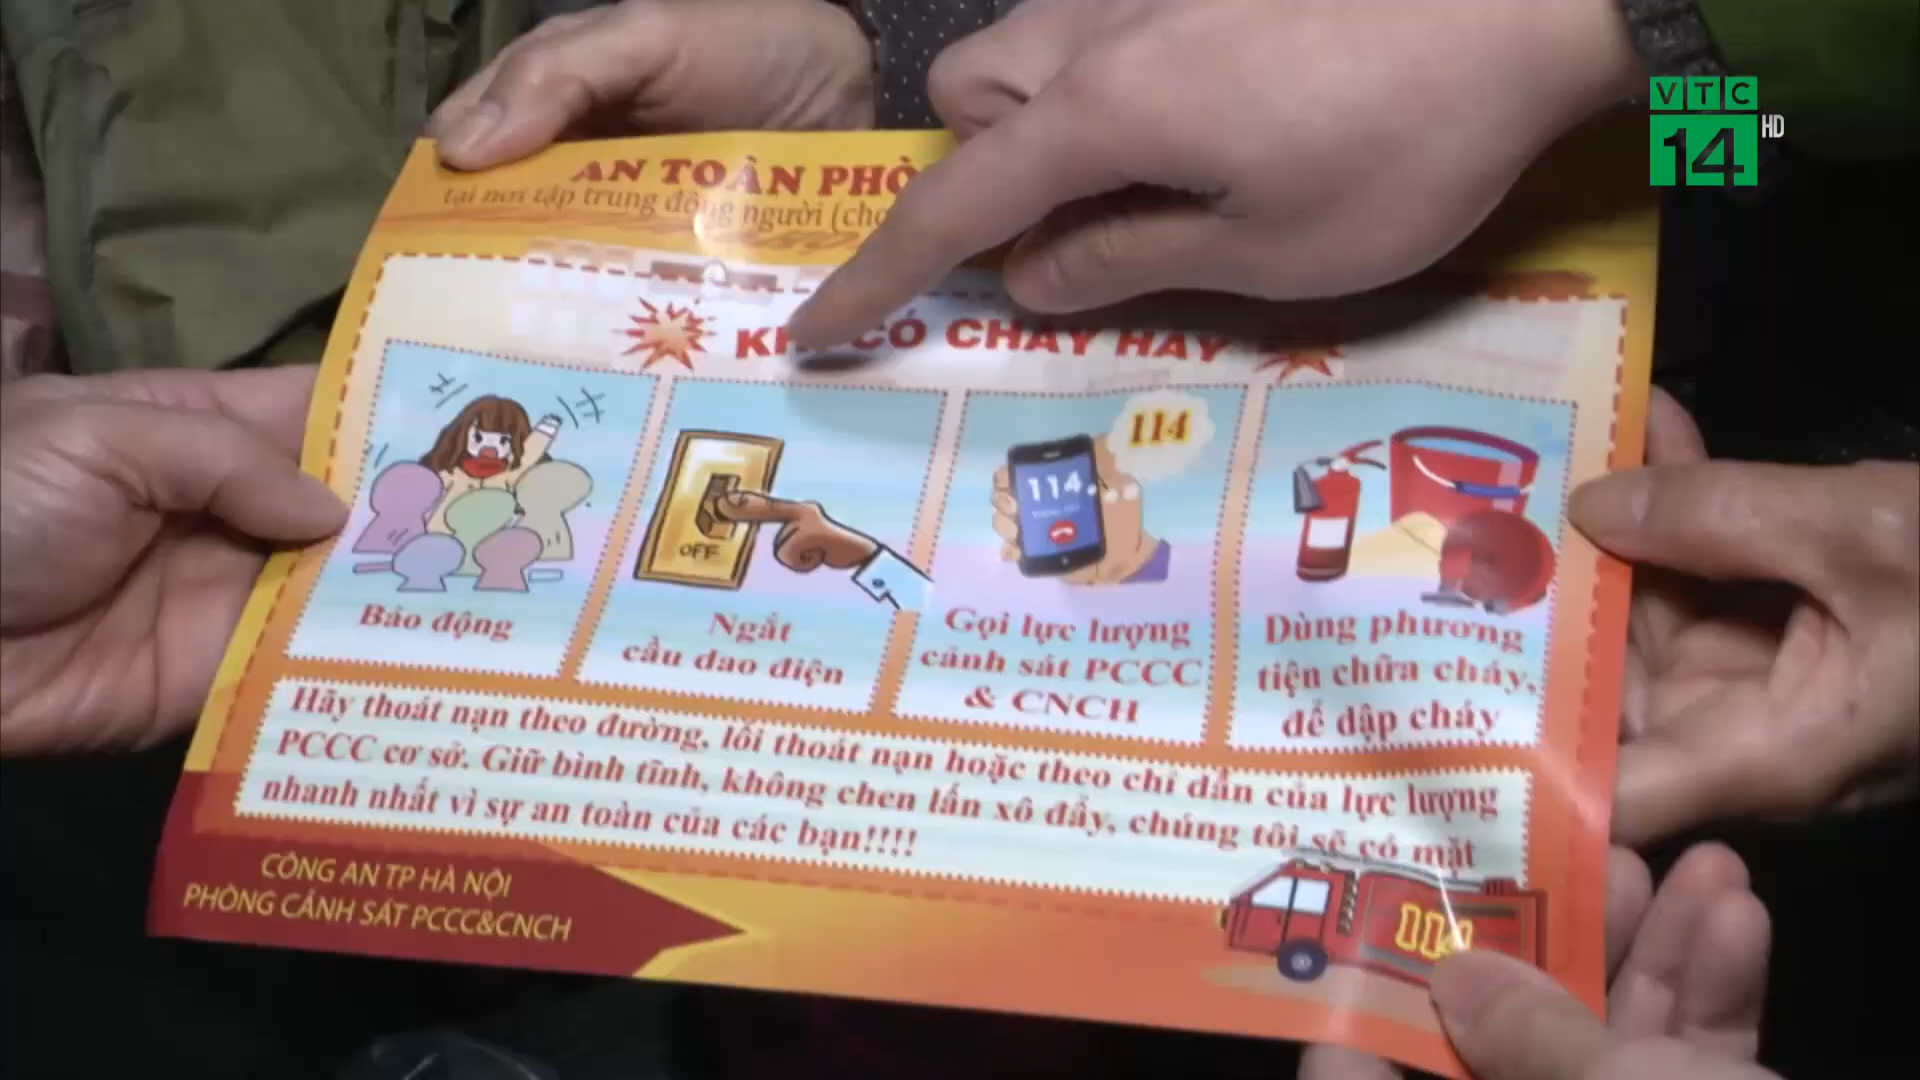 VTC
14 HD
AN TOÀN PHÒ
tại nơi tập trung đông người (chợ
KHI CÓ CHÁY HÃY
114
114
OFF
Báo động
Ngắt
cầu dao điện
Gọi lực lượng
cảnh sát PCCC
& CNCH
Dùng phương
tiện chữa cháy,
để dập cháy
Hãy thoát nạn theo đường, lối thoát nạn hoặc theo chỉ dẫn của lực lượng
PCCC cơ sở. Giữ bình tĩnh, không chen lấn xô đẩy, chúng tôi sẽ có mặt
nhanh nhất vì sự an toàn của các bạn!!!!
CÔNG AN TP HÀ NỘI
PHÒNG CẢNH SÁT PCCC&CNCH
114